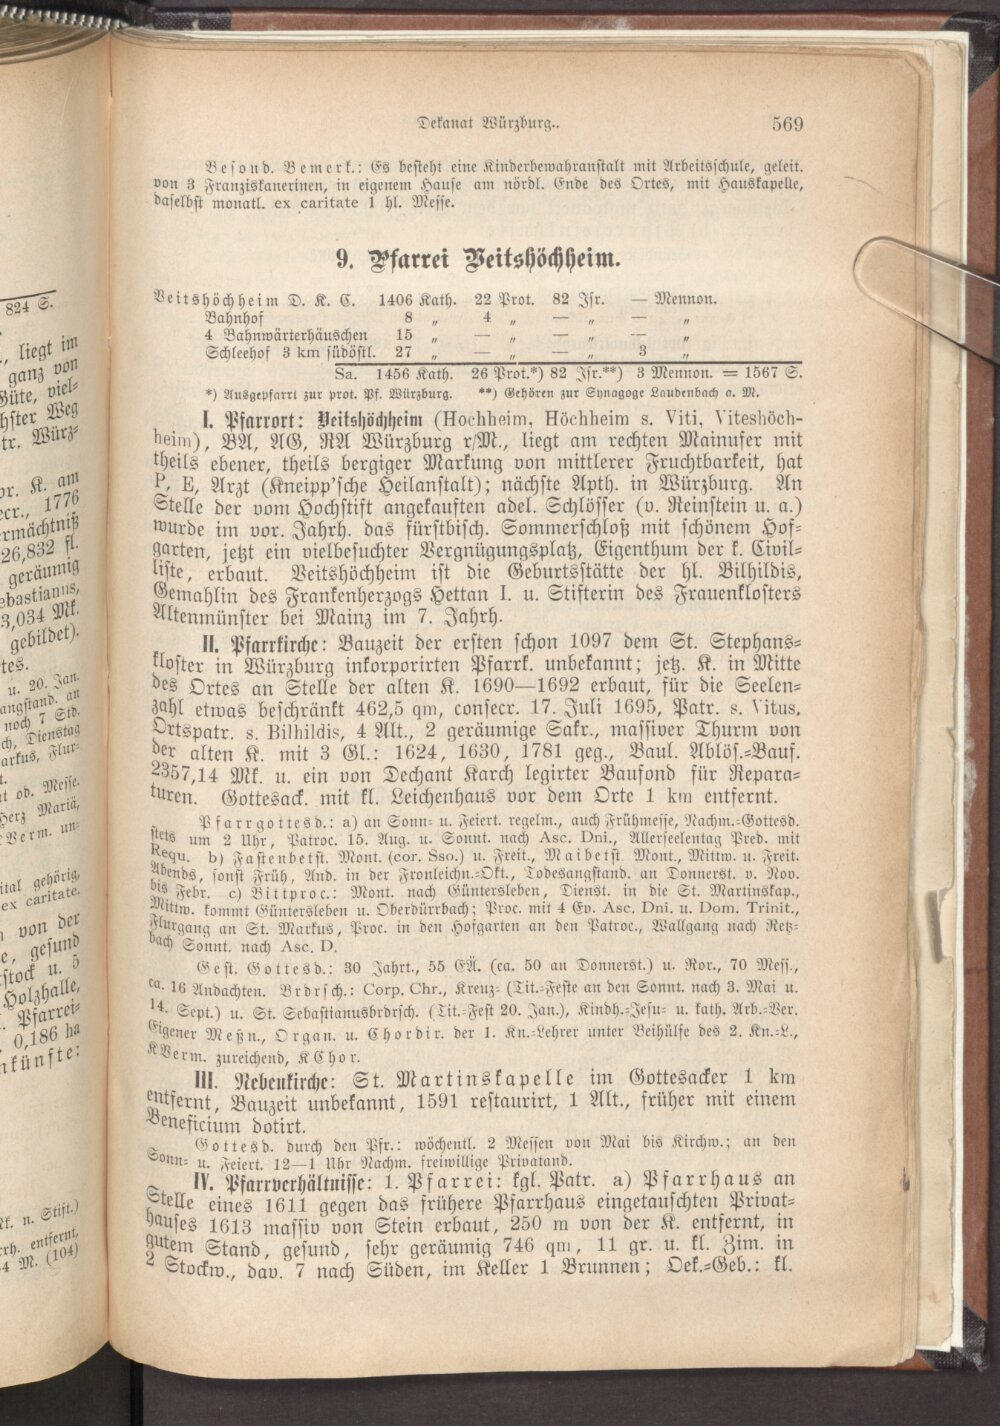 Dekanat Würzburg..
569
Besond. Bemerk.: Es besteht eine Kinderbewahranstalt mit Arbeitsschule, geleit.
von 3 Franziskanerinen, in eigenem Hause am nördl. Ende des Ortes, mit Hauskapelle,
daselbst monatl. ex caritate 1 hl. Messe.
9. Pfarrei Veitshöchheim.
Veitshöchheim D. K. C. 1406 Kath. 22 Prot. 82 Isr. — Mennon.
Bahnhof 8 „ 4 „ — „ — „
4 Bahnwärterhäuschen 15 „ — „ — „ — „
Schleehof 3 km südöstl. 27 „ — „ — „ 3 „
Sa. 1456 Kath. 26 Prot.*) 82 Isr.**) 3 Mennon. = 1567 S.
*) Ausgepfarrt zur prot. Pf. Würzburg. **) Gehören zur Synagoge Laudenbach a. M.
I. Pfarrort: Veitshöchheim (Hochheim, Höchheim s. Viti, Viteshöch-
heim), BA, AG, RA Würzburg r/M., liegt am rechten Mainufer mit
theils ebener, theils bergiger Markung von mittlerer Fruchtbarkeit, hat
P, E, Arzt (Kneipp'sche Heilanstalt); nächste Apth. in Würzburg. An
Stelle der vom Hochstift angekauften adel. Schlösser (v. Reinstein u. a.)
wurde im vor. Jahrh. das fürstbisch. Sommerschloß mit schönem Hof-
garten, jetzt ein vielbesuchter Vergnügungsplatz, Eigenthum der k. Civil-
liste, erbaut. Veitshöchheim ist die Geburtsstätte der hl. Bilhildis,
Gemahlin des Frankenherzogs Hettan I. u. Stifterin des Frauenklosters
Altenmünster bei Mainz im 7. Jahrh.
II. Pfarrkirche: Bauzeit der ersten schon 1097 dem St. Stephans-
kloster in Würzburg inkorporirten Pfarrk. unbekannt; jetz. K. in Mitte
des Ortes an Stelle der alten K. 1690—1692 erbaut, für die Seelen-
zahl etwas beschränkt 462,5 qm, consecr. 17. Juli 1695, Patr. s. Vitus,
Ortspatr. s. Bilhildis, 4 Alt., 2 geräumige Sakr., massiver Thurm von
der alten K. mit 3 Gl.: 1624, 1630, 1781 geg., Baul. Ablös.-Bauf.
2357,14 Mk. u. ein von Dechant Karch legirter Baufond für Repara-
turen. Gottesack. mit kl. Leichenhaus vor dem Orte 1 km entfernt.
Pfarrgottesd.: a) an Sonn- u. Feiert. regelm., auch Frühmesse, Nachm.-Gottesd.
stets um 2 Uhr, Patroc. 15. Aug. u. Sonnt. nach Asc. Dni., Allerseelentag Pred. mit
Requ. b) Fastenbetst. Mont. (cor. Sso.) u. Freit., Maibetst Mont., Mittw. u. Freit.
Abends, sonst Früh, And. in der Fronleichn.-Okt., Todesangstand. an Donnerst. v. Nov.
bis Febr. c) Bittproc.: Mont. nach Güntersleben, Dienst. in die St. Martinskap.,
Mittw. kommt Güntersleben u. Oberdürrbach; Proc. mit 4 Ev. Asc. Dni. u. Dom. Trinit.,
Flurgang an St. Markus, Proc. in den Hofgarten an den Patroc., Wallgang nach Retz-
bach Sonnt. nach Asc. D.
Gest. Gottesd.: 30 Jahrt., 55 EÄ. (ca. 50 an Donnerst.) u. Ror., 70 Mess.,
ca. 16 Andachten. Brdrsch.: Corp. Chr., Kreuz- (Tit.-Feste an den Sonnt. nach 3. Mai u.
14. Sept.) u. St. Sebastianusbrdrsch. (Tit.-Fest 20. Jan.), Kindh.-Jesu- u. kath. Arb.-Ver.
Eigener Meßn., Organ. u. Chordir. der 1. Kn.-Lehrer unter Beihülfe des 2. Kn.-L.,
KVerm. zureichend, KChor.
III. Nebenkirche: St. Martinskapelle im Gottesacker 1 km
entfernt, Bauzeit unbekannt, 1591 restaurirt, 1 Alt., früher mit einem
Beneficium dotirt.
Gottesd. durch den Pfr.: wöchentl. 2 Messen von Mai bis Kirchw.; an den
Sonn- u. Feiert. 12—1 Uhr Nachm. freiwillige Privatand.
IV. Pfarrverhältnisse: 1. Pfarrei: kgl. Patr. a) Pfarrhaus an
Stelle eines 1611 gegen das frühere Pfarrhaus eingetauschten Privat-
hauses 1613 massiv von Stein erbaut, 250 m von der K. entfernt, in
gutem Stand, gesund, sehr geräumig 746 qm, 11 gr. u. kl. Zim. in
2 Stockw., dav. 7 nach Süden, im Keller 1 Brunnen; Oek.-Geb.: kl.